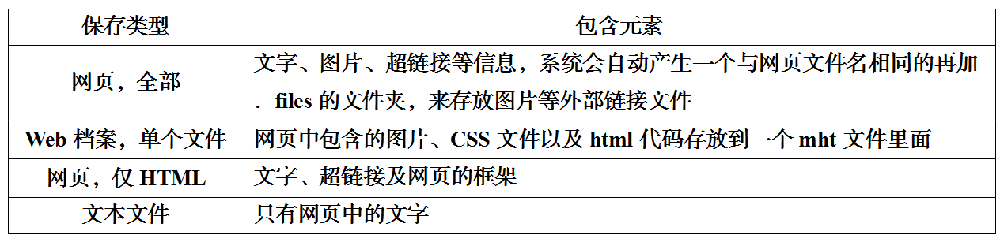 保存类型
包含元素
网页，全部
文字、图片、超链接等信息，系统会自动产生一个与网页文件名相同的再加
．files 的文件夹，来存放图片等外部链接文件
Web 档案，单个文件
网页中包含的图片、CSS 文件以及 html 代码存放到一个 mht 文件里面
网页，仅 HTML
文字、超链接及网页的框架
文本文件
只有网页中的文字